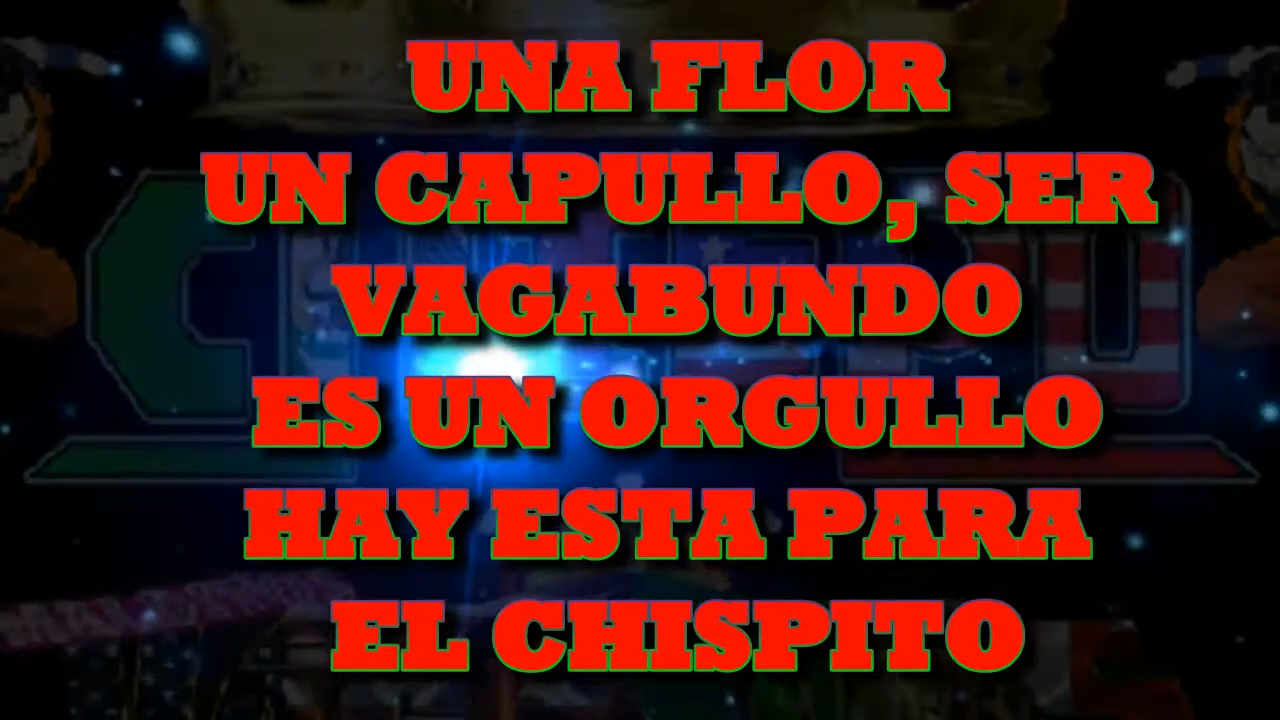 UNA FLOR
UN CAPULLO, SER
VAGABUNDO
ES UN ORGULLO
HAY ESTA PARA
EL CHISPITO